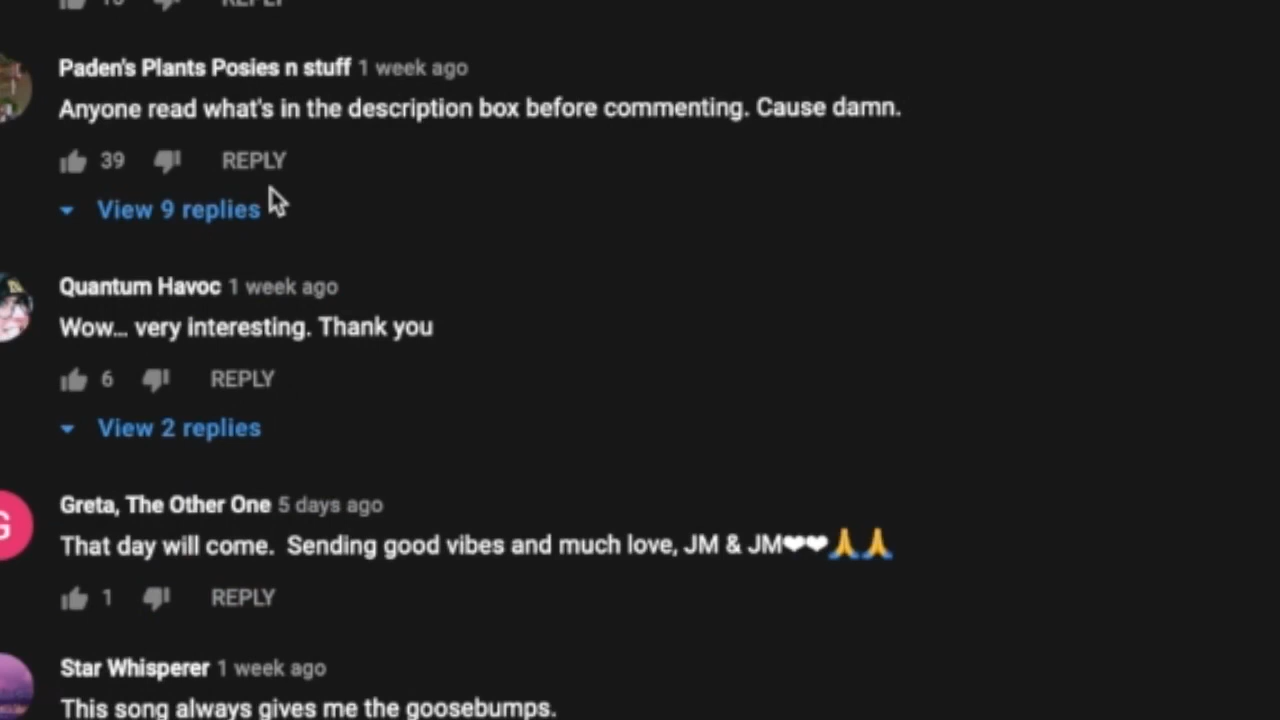 REPLY
Paden's Plants Posies n stuff 1 week ago
Anyone read what's in the description box before commenting. Cause damn.
39 REPLY
View 9 replies
Quantum Havoc 1 week ago
Wow... very interesting. Thank you
6 REPLY
View 2 replies
G
Greta, The Other One 5 days ago
That day will come. Sending good vibes and much love, JM & JM❤❤🙏🙏
1 REPLY
Star Whisperer 1 week ago
This song always gives me the goosebumps.